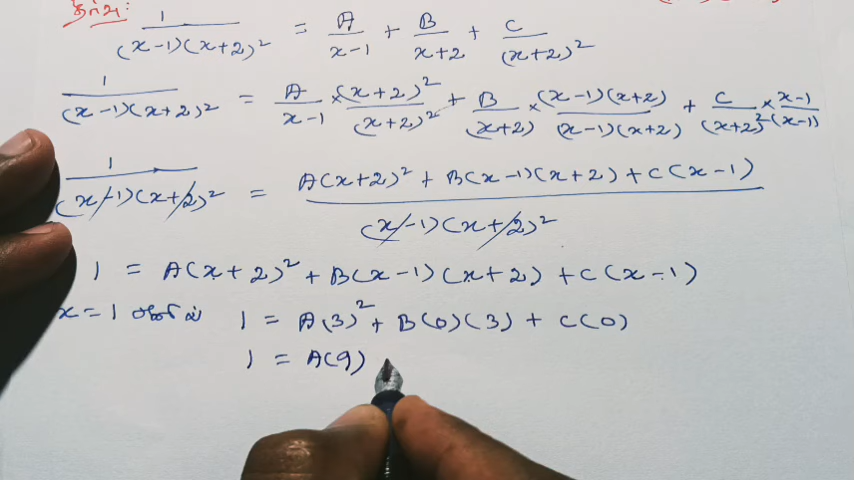 தீர்வு:
1/((x-1)(x+2)²) = A/(x-1) + B/(x+2) + C/(x+2)²
1/((x-1)(x+2)²) = A/(x-1) × (x+2)²/(x+2)² + B/(x+2) × (x-1)(x+2)/((x-1)(x+2)) + C/(x+2)² × (x-1)/(x-1)
1/((x-1)(x+2)²) = (A(x+2)² + B(x-1)(x+2) + C(x-1))/((x-1)(x+2)²)
1 = A(x+2)² + B(x-1)(x+2) + C(x-1)
x = 1 எனில் 1 = A(3)² + B(0)(3) + C(0)
1 = A(9)